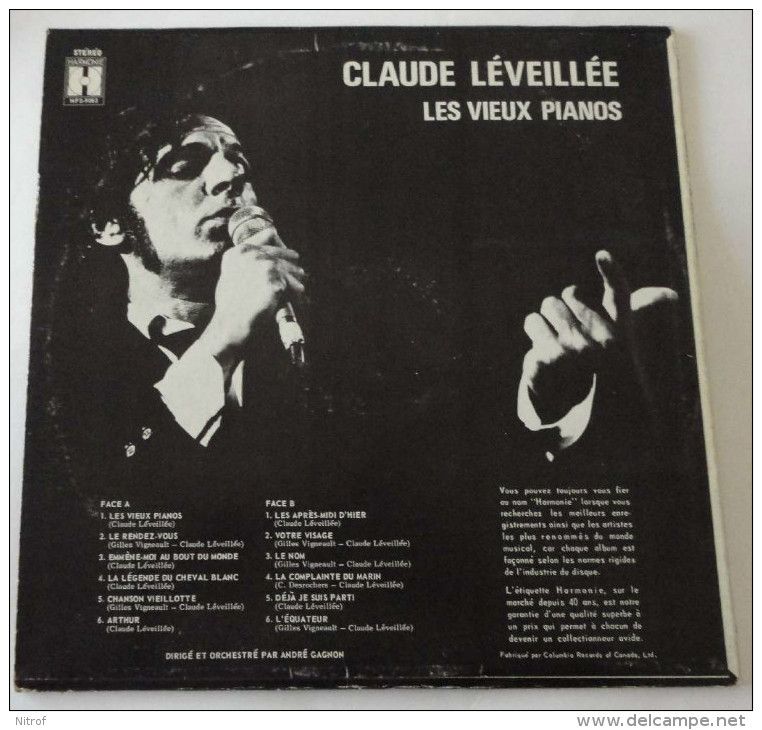 STEREO
HARMONIE
CLAUDE LÉVEILLÉE
LES VIEUX PIANOS
FACE A
1. LES VIEUX PIANOS
(Claude Léveillée)
2. LE RENDEZ-VOUS
(Gilles Vigneault – Claude Léveillée)
3. EMMÈNE-MOI AU BOUT DU MONDE
(Claude Léveillée)
4. LA LÉGENDE DU CHEVAL BLANC
(Claude Léveillée)
5. CHANSON VIEILLOTTE
(Gilles Vigneault – Claude Léveillée)
6. ARTHUR
(Claude Léveillée)
FACE B
1. LES APRÈS-MIDI D'HIER
(Claude Léveillée)
2. VOTRE VISAGE
(Gilles Vigneault – Claude Léveillée)
3. LE NOM
(Gilles Vigneault – Claude Léveillée)
4. LA COMPLAINTE DU MARIN
(C. Desrochers – Claude Léveillée)
5. DÉJÀ JE SUIS PARTI
(Claude Léveillée)
6. L'ÉQUATEUR
(Gilles Vigneault – Claude Léveillée)
DIRIGÉ ET ORCHESTRÉ PAR ANDRÉ GAGNON
Vous pouvez toujours vous fier
au nom "Harmonie" lorsque vous
recherchez les meilleurs enre-
gistrements ainsi que les artistes
les plus renommés du monde
musical, car chaque album est
façonné selon les normes rigides
de l'industrie du disque.
L'étiquette Harmonie, sur le
marché depuis 40 ans, est notre
garantie d'une qualité superbe à
un prix qui permet à chacun de
devenir un collectionneur avide.
Fabriqué par Columbia Records of Canada, Ltd.
Nitrof
www.delcampe.net